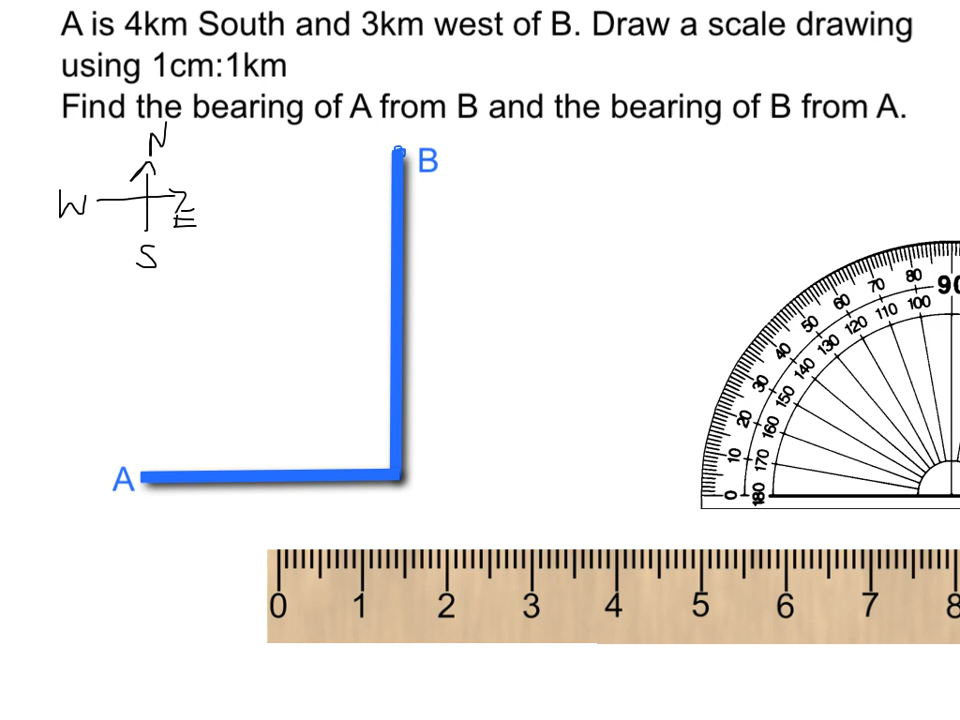 A is 4km South and 3km west of B. Draw a scale drawing
using 1cm:1km
Find the bearing of A from B and the bearing of B from A.
N
B
W
E
S
A
80
90
70
100
60
110
50
120
40
130
30
140
20
150
10
160
0
170
180
0 1 2 3 4 5 6 7 8